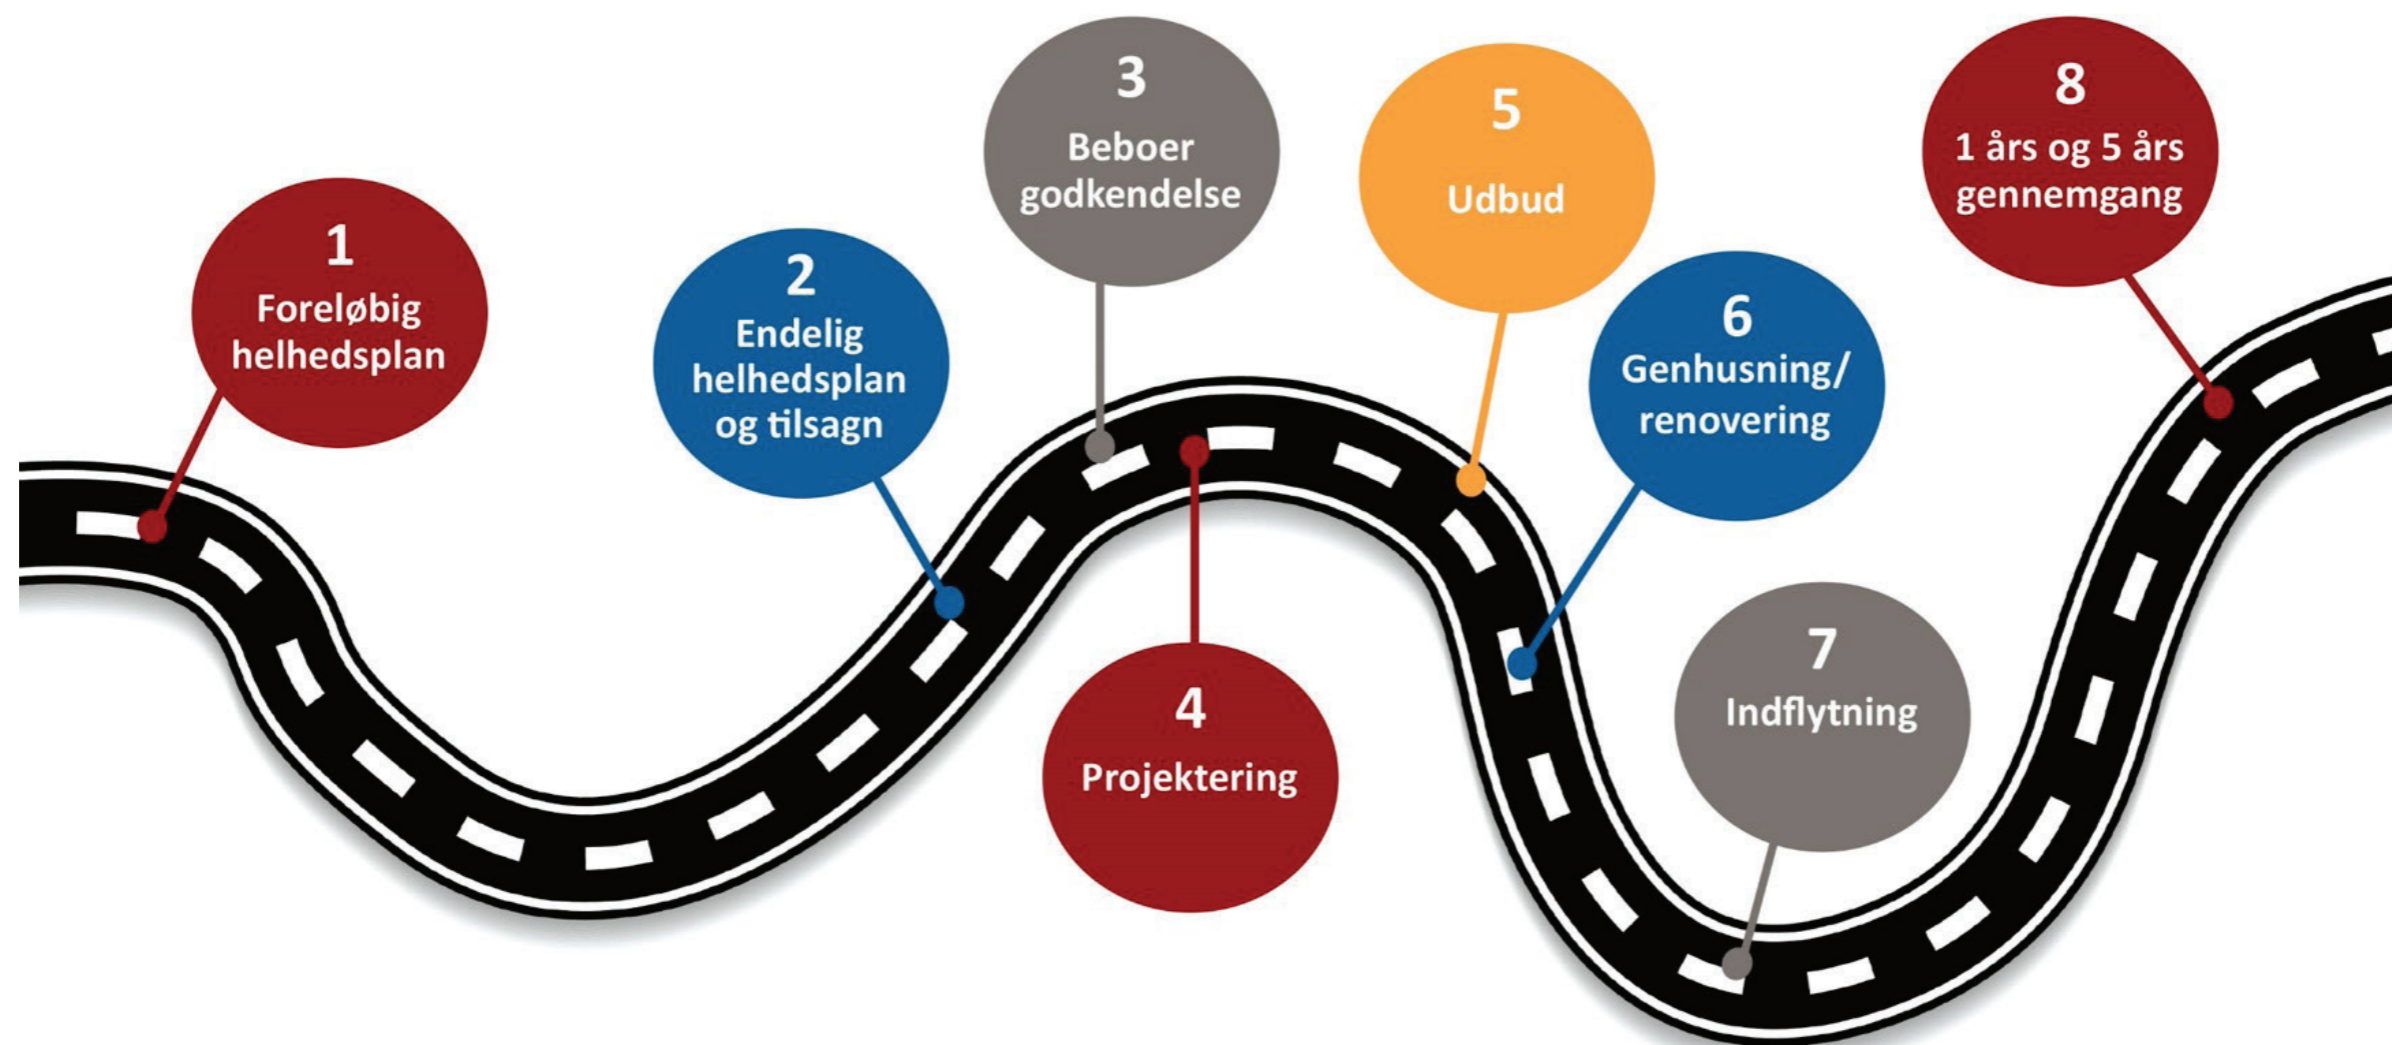 1
Foreløbig
helhedsplan
2
Endelig
helhedsplan
og tilsagn
3
Beboer
godkendelse
4
Projektering
5
Udbud
6
Genhusning/
renovering
7
Indflytning
8
1 års og 5 års
gennemgang